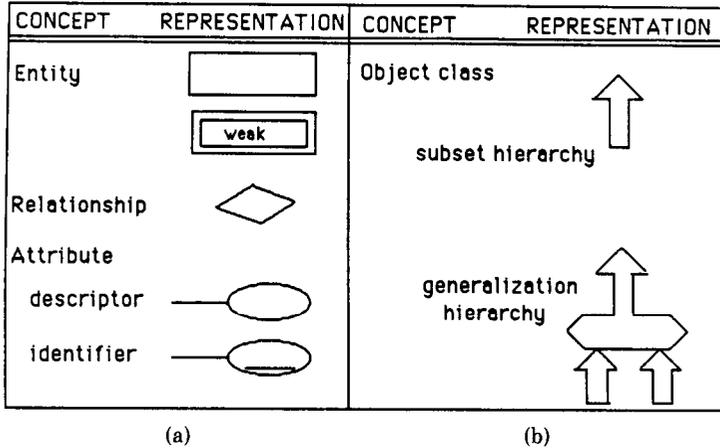 CONCEPT REPRESENTATION
Entity
weak
Relationship
Attribute
descriptor
identifier
(a)
CONCEPT REPRESENTATION
Object class
subset hierarchy
generalization
hierarchy
(b)